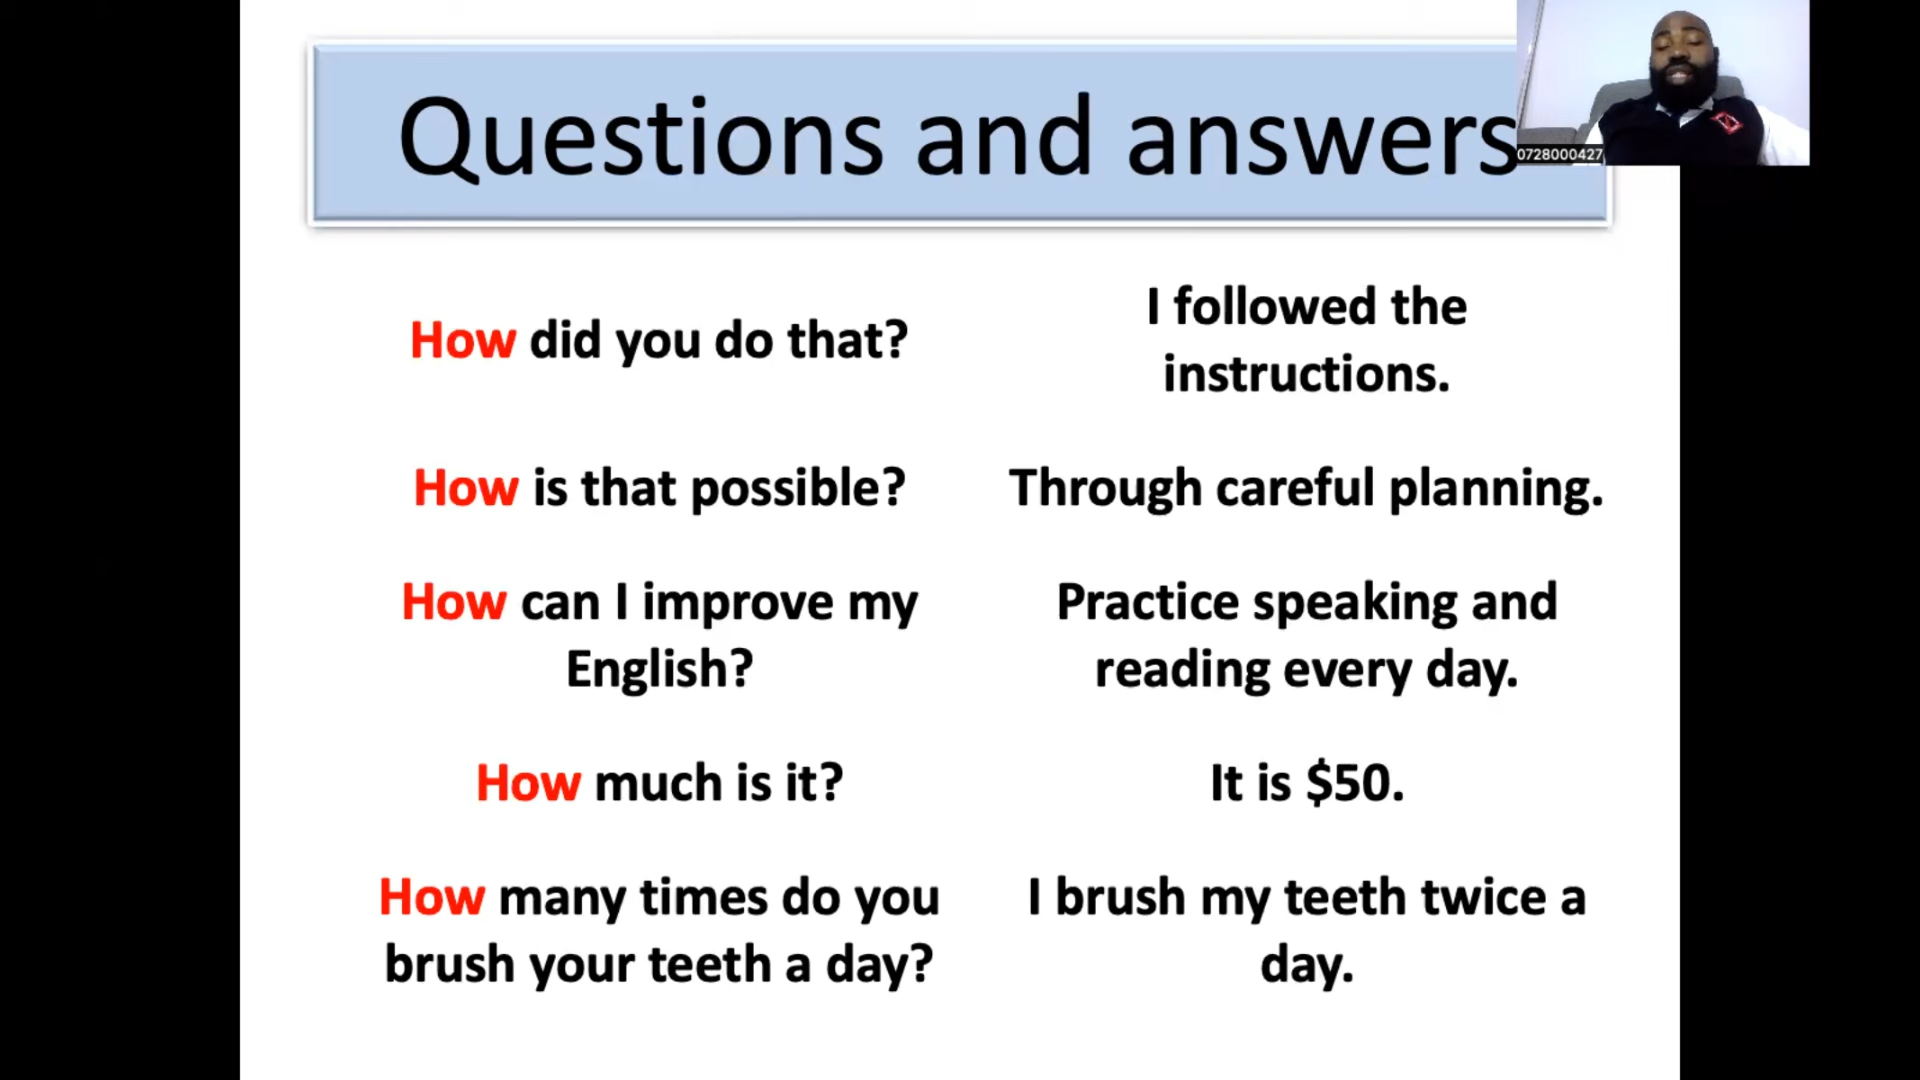 Questions and answers
0728000427
How did you do that?
I followed the
instructions.
How is that possible?
Through careful planning.
How can I improve my
English?
Practice speaking and
reading every day.
How much is it?
It is $50.
How many times do you
brush your teeth a day?
I brush my teeth twice a
day.